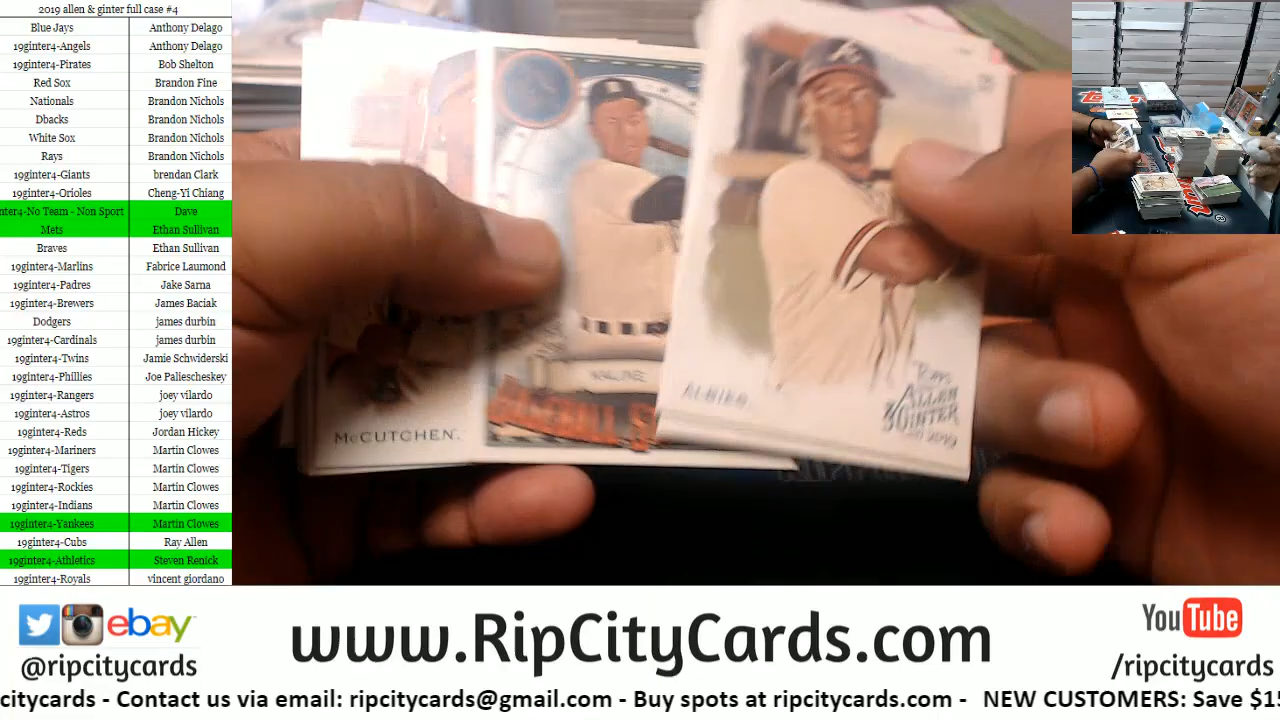 2019 allen & ginter full case #4
Blue Jays Anthony Delago
19ginter4-Angels Anthony Delago
19ginter4-Pirates Bob Shelton
Red Sox Brandon Fine
Nationals Brandon Nichols
Dbacks Brandon Nichols
White Sox Brandon Nichols
Rays Brandon Nichols
19ginter4-Giants brendan Clark
19ginter4-Orioles Cheng-Yi Chiang
nter4-No Team - Non Sport Dave
Mets Ethan Sullivan
Braves Ethan Sullivan
19ginter4-Marlins Fabrice Laumond
19ginter4-Padres Jake Sarna
19ginter4-Brewers James Baciak
Dodgers james durbin
19ginter4-Cardinals james durbin
19ginter4-Twins Jamie Schwiderski
19ginter4-Phillies Joe Paliescheskey
19ginter4-Rangers joey vilardo
19ginter4-Astros joey vilardo
19ginter4-Reds Jordan Hickey
19ginter4-Mariners Martin Clowes
19ginter4-Tigers Martin Clowes
19ginter4-Rockies Martin Clowes
19ginter4-Indians Martin Clowes
19ginter4-Yankees Martin Clowes
19ginter4-Cubs Ray Allen
19ginter4-Athletics Steven Renick
19ginter4-Royals vincent giordano
McCUTCHEN
KALINE
BASEBALL S
ALBIES
Topps
ALLEN
& GINTER
2019
ebay
@ripcitycards
www.RipCityCards.com
YouTube
/ripcitycards
citycards - Contact us via email: ripcitycards@gmail.com - Buy spots at ripcitycards.com - NEW CUSTOMERS: Save $15